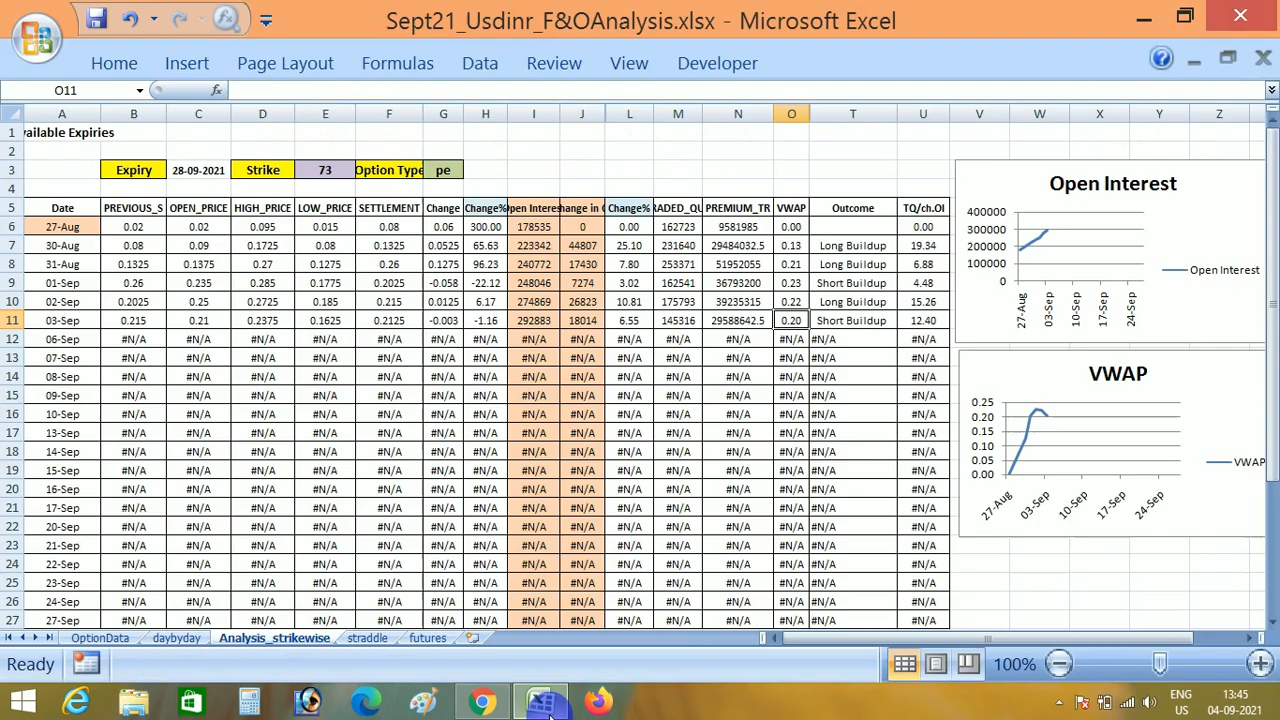 Sept21_Usdinr_F&OAnalysis.xlsx - Microsoft Excel
Home Insert Page Layout Formulas Data Review View Developer
O11 fx
A B C D E F G H I J L M N O T U V W X Y Z
1 vailable Expiries
2
3 Expiry 28-09-2021 Strike 73 Option Type pe
4
5 Date PREVIOUS_S OPEN_PRICE HIGH_PRICE LOW_PRICE SETTLEMENT Change Change% Open Interes hange in O Change% RADED_QU PREMIUM_TR VWAP Outcome TQ/ch.OI
6 27-Aug 0.02 0.02 0.095 0.015 0.08 0.06 300.00 178535 0 0.00 162723 9581985 0.00 0.00
7 30-Aug 0.08 0.09 0.1725 0.08 0.1325 0.0525 65.63 223342 44807 25.10 231640 29484032.5 0.13 Long Buildup 19.34
8 31-Aug 0.1325 0.1375 0.27 0.1275 0.26 0.1275 96.23 240772 17430 7.80 253371 51952055 0.21 Long Buildup 6.88
9 01-Sep 0.26 0.235 0.285 0.1775 0.2025 -0.058 -22.12 248046 7274 3.02 162541 36793200 0.23 Short Buildup 4.48
10 02-Sep 0.2025 0.25 0.2725 0.185 0.215 0.0125 6.17 274869 26823 10.81 175793 39235315 0.22 Long Buildup 15.26
11 03-Sep 0.215 0.21 0.2375 0.1625 0.2125 -0.003 -1.16 292883 18014 6.55 145316 29588642.5 0.20 Short Buildup 12.40
12 06-Sep #N/A #N/A #N/A #N/A #N/A #N/A #N/A #N/A #N/A #N/A #N/A #N/A #N/A #N/A #N/A
13 07-Sep #N/A #N/A #N/A #N/A #N/A #N/A #N/A #N/A #N/A #N/A #N/A #N/A #N/A #N/A #N/A
14 08-Sep #N/A #N/A #N/A #N/A #N/A #N/A #N/A #N/A #N/A #N/A #N/A #N/A #N/A #N/A #N/A
15 09-Sep #N/A #N/A #N/A #N/A #N/A #N/A #N/A #N/A #N/A #N/A #N/A #N/A #N/A #N/A #N/A
16 10-Sep #N/A #N/A #N/A #N/A #N/A #N/A #N/A #N/A #N/A #N/A #N/A #N/A #N/A #N/A #N/A
17 13-Sep #N/A #N/A #N/A #N/A #N/A #N/A #N/A #N/A #N/A #N/A #N/A #N/A #N/A #N/A #N/A
18 14-Sep #N/A #N/A #N/A #N/A #N/A #N/A #N/A #N/A #N/A #N/A #N/A #N/A #N/A #N/A #N/A
19 15-Sep #N/A #N/A #N/A #N/A #N/A #N/A #N/A #N/A #N/A #N/A #N/A #N/A #N/A #N/A #N/A
20 16-Sep #N/A #N/A #N/A #N/A #N/A #N/A #N/A #N/A #N/A #N/A #N/A #N/A #N/A #N/A #N/A
21 17-Sep #N/A #N/A #N/A #N/A #N/A #N/A #N/A #N/A #N/A #N/A #N/A #N/A #N/A #N/A #N/A
22 20-Sep #N/A #N/A #N/A #N/A #N/A #N/A #N/A #N/A #N/A #N/A #N/A #N/A #N/A #N/A #N/A
23 21-Sep #N/A #N/A #N/A #N/A #N/A #N/A #N/A #N/A #N/A #N/A #N/A #N/A #N/A #N/A #N/A
24 22-Sep #N/A #N/A #N/A #N/A #N/A #N/A #N/A #N/A #N/A #N/A #N/A #N/A #N/A #N/A #N/A
25 23-Sep #N/A #N/A #N/A #N/A #N/A #N/A #N/A #N/A #N/A #N/A #N/A #N/A #N/A #N/A #N/A
26 24-Sep #N/A #N/A #N/A #N/A #N/A #N/A #N/A #N/A #N/A #N/A #N/A #N/A #N/A #N/A #N/A
27 27-Sep #N/A #N/A #N/A #N/A #N/A #N/A #N/A #N/A #N/A #N/A #N/A #N/A #N/A #N/A #N/A
Open Interest
400000
300000
200000
100000
0
Open Interest
27-Aug 03-Sep 10-Sep 17-Sep 24-Sep
VWAP
0.25
0.20
0.15
0.10
0.05
0.00
VWAP
27-Aug 03-Sep 10-Sep 17-Sep 24-Sep
OptionData daybyday Analysis_strikewise straddle futures
Ready 100%
ENG 13:45
US 04-09-2021